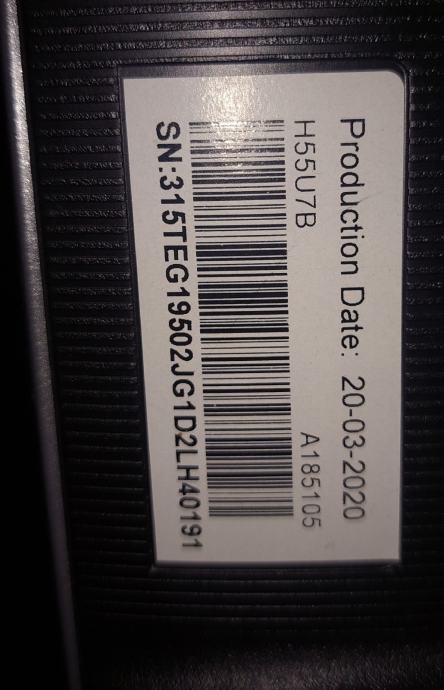 Production Date: 20-03-2020
H55U7B A185105
SN:315TEG19502JG1D2LH40191